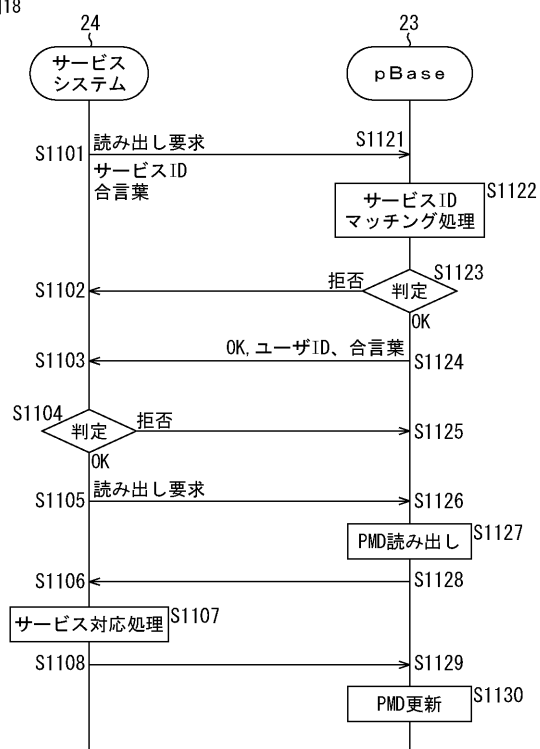 図18
24
23
サービス
システム
pBase
S1101
読み出し要求
S1121
サービスID
合言葉
サービスID
マッチング処理
S1122
S1102
拒否
判定
S1123
OK
S1103
OK,ユーザID、合言葉
S1124
S1104
判定
拒否
S1125
OK
S1105
読み出し要求
S1126
PMD読み出し
S1127
S1106
S1128
サービス対応処理
S1107
S1108
S1129
PMD更新
S1130